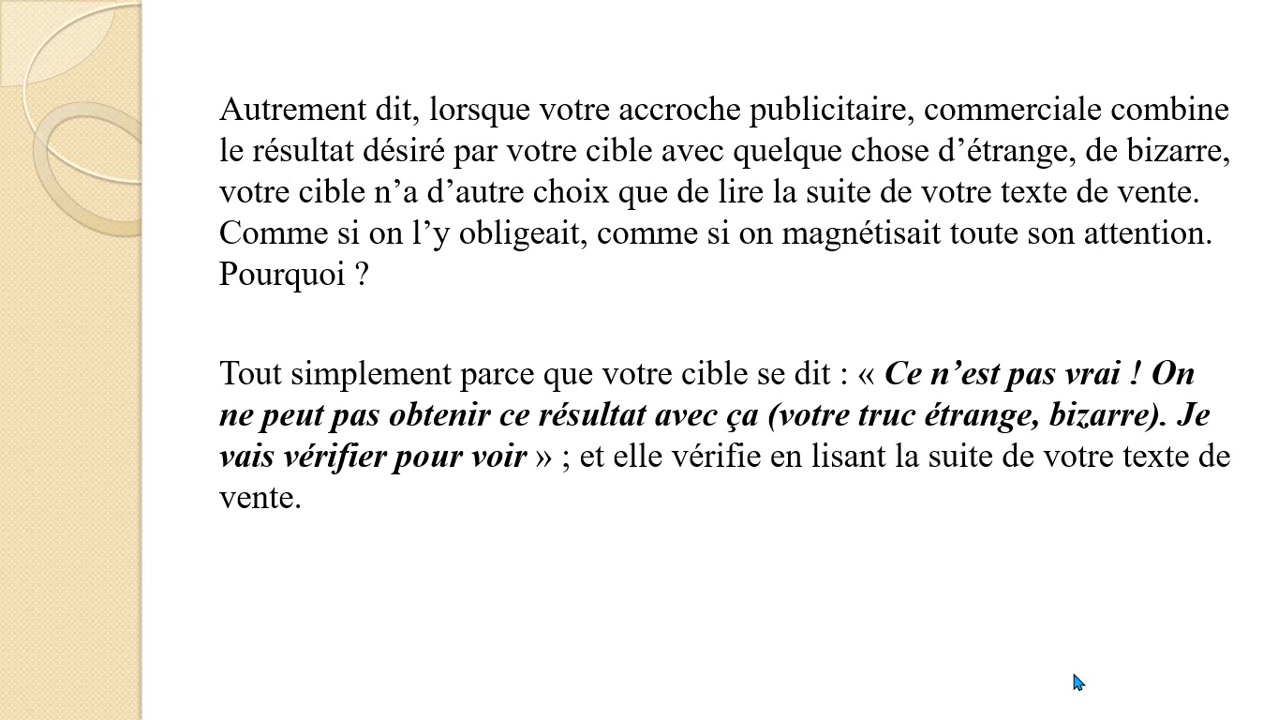 Autrement dit, lorsque votre accroche publicitaire, commerciale combine
le résultat désiré par votre cible avec quelque chose d’étrange, de bizarre,
votre cible n’a d’autre choix que de lire la suite de votre texte de vente.
Comme si on l’y obligeait, comme si on magnétisait toute son attention.
Pourquoi ?
Tout simplement parce que votre cible se dit : « Ce n’est pas vrai ! On
ne peut pas obtenir ce résultat avec ça (votre truc étrange, bizarre). Je
vais vérifier pour voir » ; et elle vérifie en lisant la suite de votre texte de
vente.